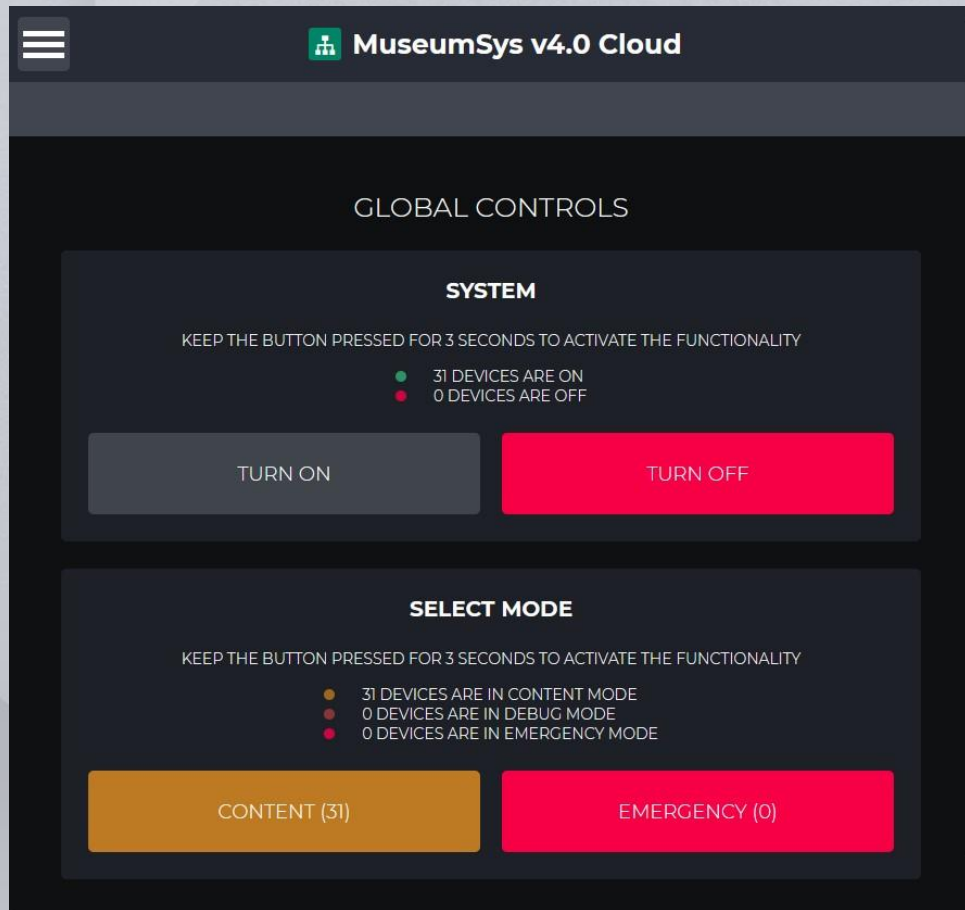 MuseumSys v4.0 Cloud
GLOBAL CONTROLS
SYSTEM
KEEP THE BUTTON PRESSED FOR 3 SECONDS TO ACTIVATE THE FUNCTIONALITY
31 DEVICES ARE ON
0 DEVICES ARE OFF
TURN ON
TURN OFF
SELECT MODE
KEEP THE BUTTON PRESSED FOR 3 SECONDS TO ACTIVATE THE FUNCTIONALITY
31 DEVICES ARE IN CONTENT MODE
0 DEVICES ARE IN DEBUG MODE
0 DEVICES ARE IN EMERGENCY MODE
CONTENT (31)
EMERGENCY (0)